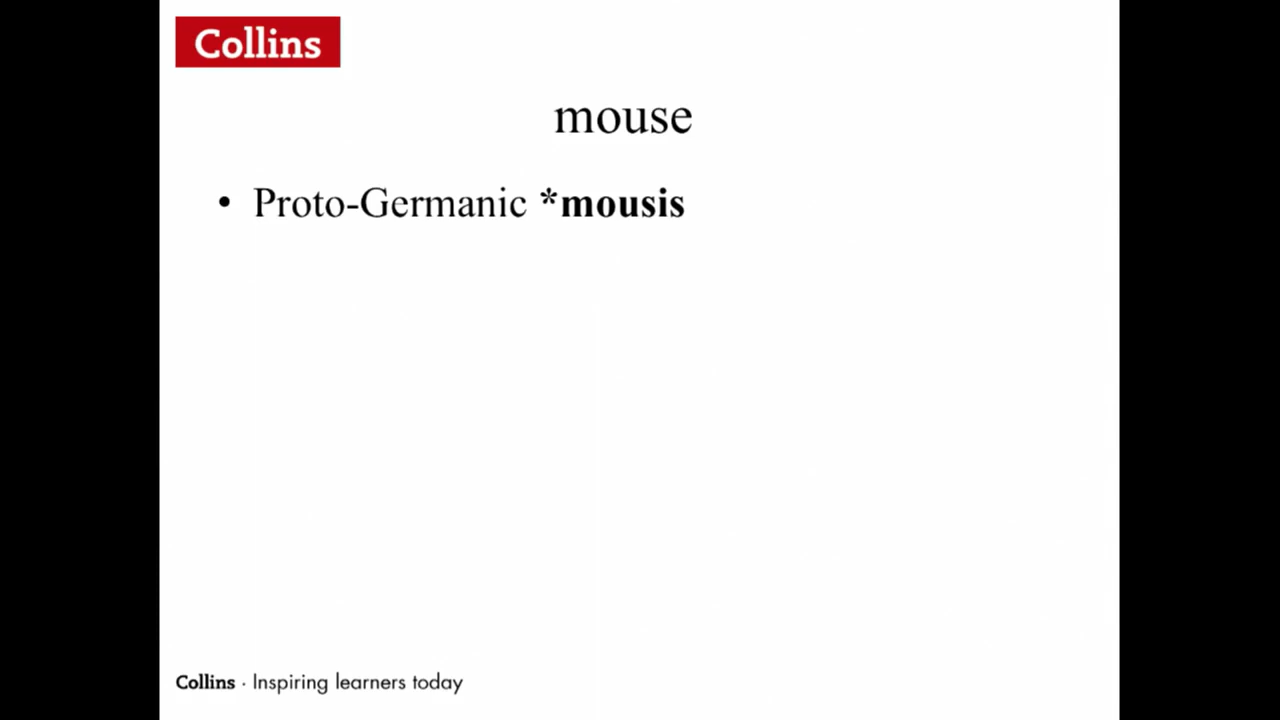 Collins
mouse
• Proto-Germanic *mousis
Collins · Inspiring learners today